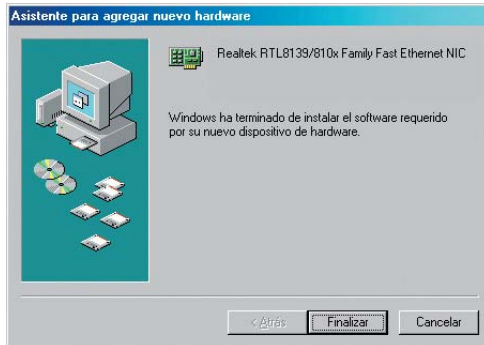 Asistente para agregar nuevo hardware
Realtek RTL8139/810x Family Fast Ethernet NIC
Windows ha terminado de instalar el software requerido
por su nuevo dispositivo de hardware.
< Atrás
Finalizar
Cancelar